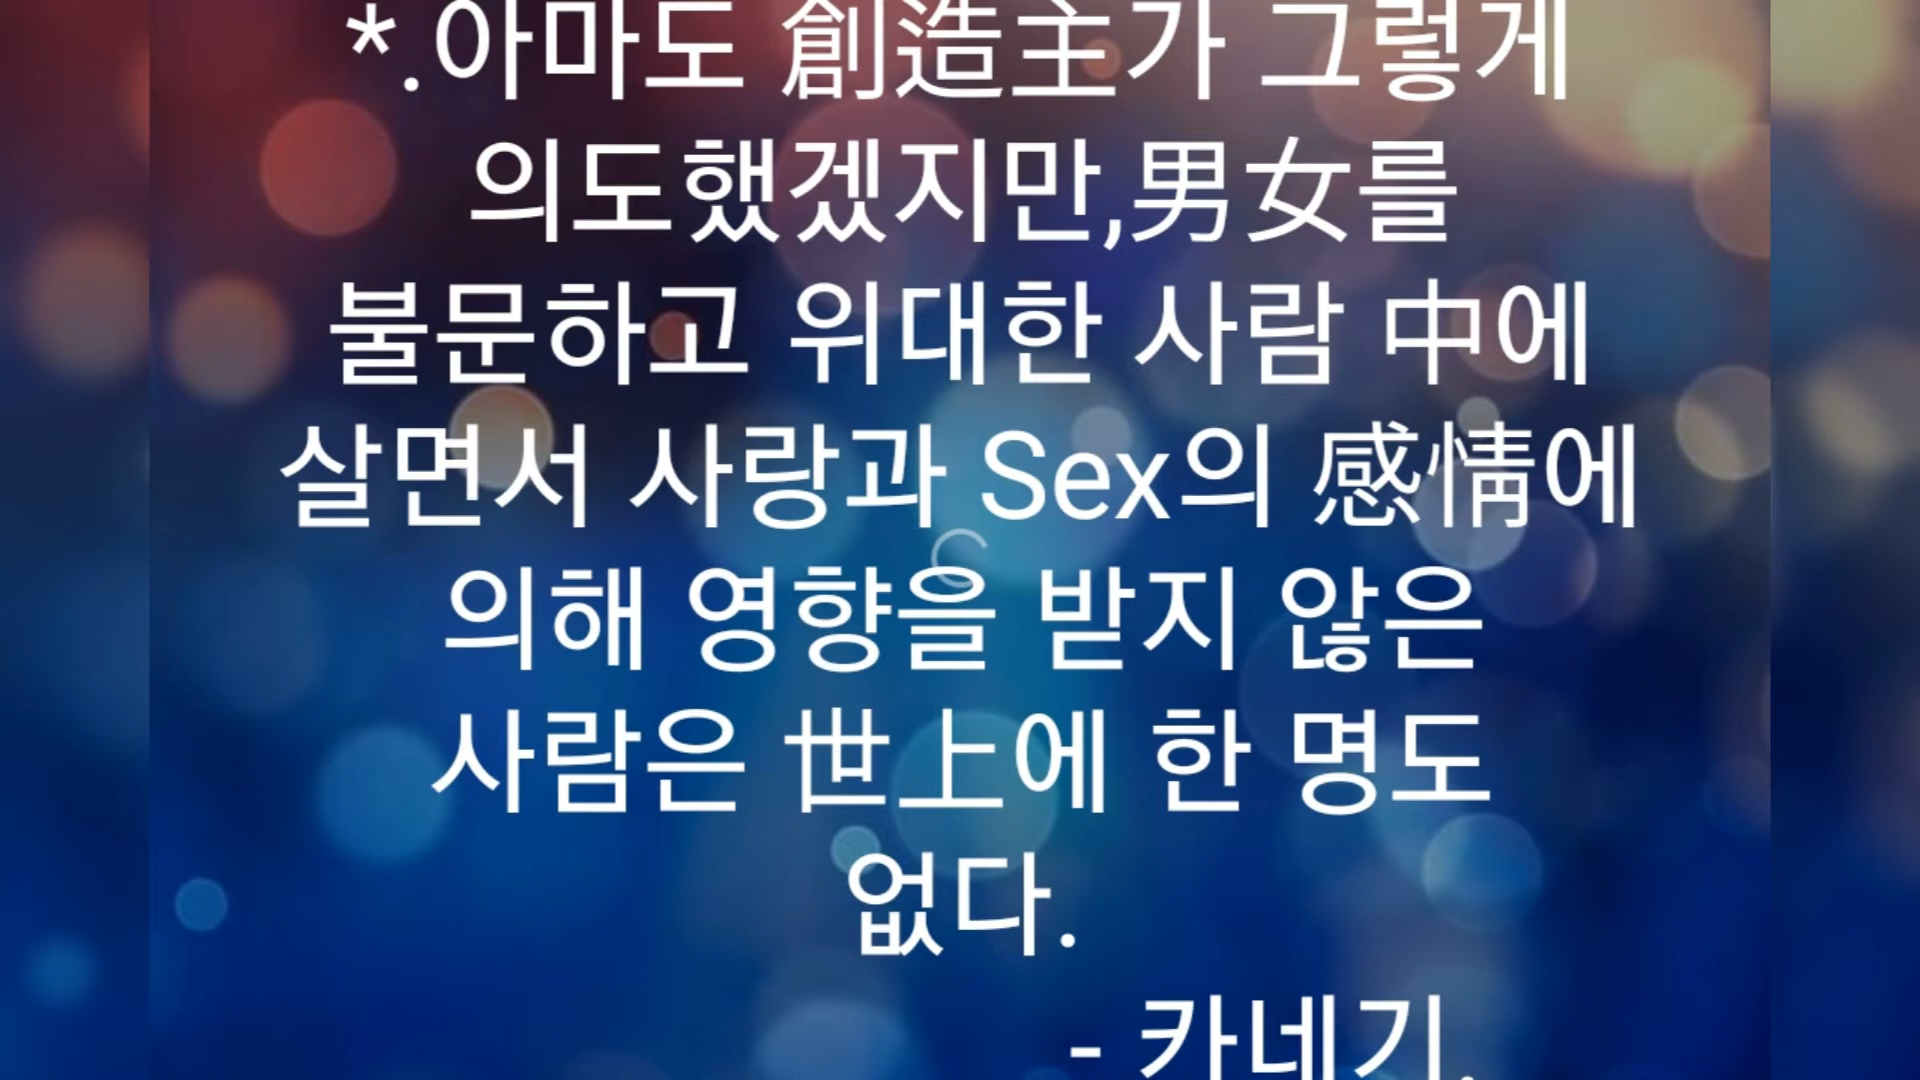 *.아마도 創造主가 그렇게
의도했겠지만,男女를
불문하고 위대한 사람 中에
살면서 사랑과 Sex의 感情에
의해 영향을 받지 않은
사람은 世上에 한 명도
없다.
- 카네기.